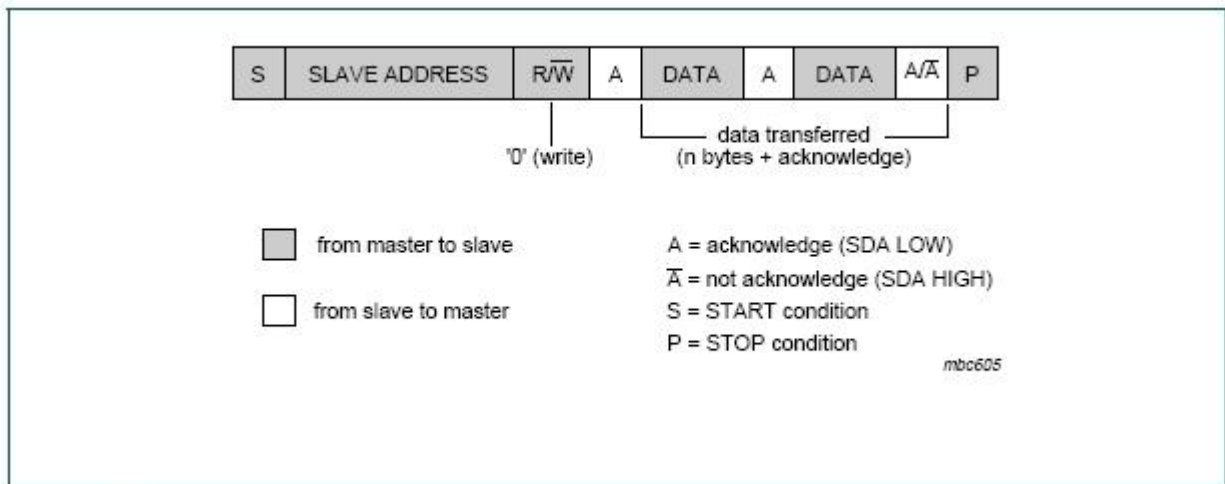 S SLAVE ADDRESS R/W̅ A DATA A DATA A/A̅ P
data transferred
'0' (write) (n bytes + acknowledge)
from master to slave
from slave to master
A = acknowledge (SDA LOW)
A̅ = not acknowledge (SDA HIGH)
S = START condition
P = STOP condition
mbc605